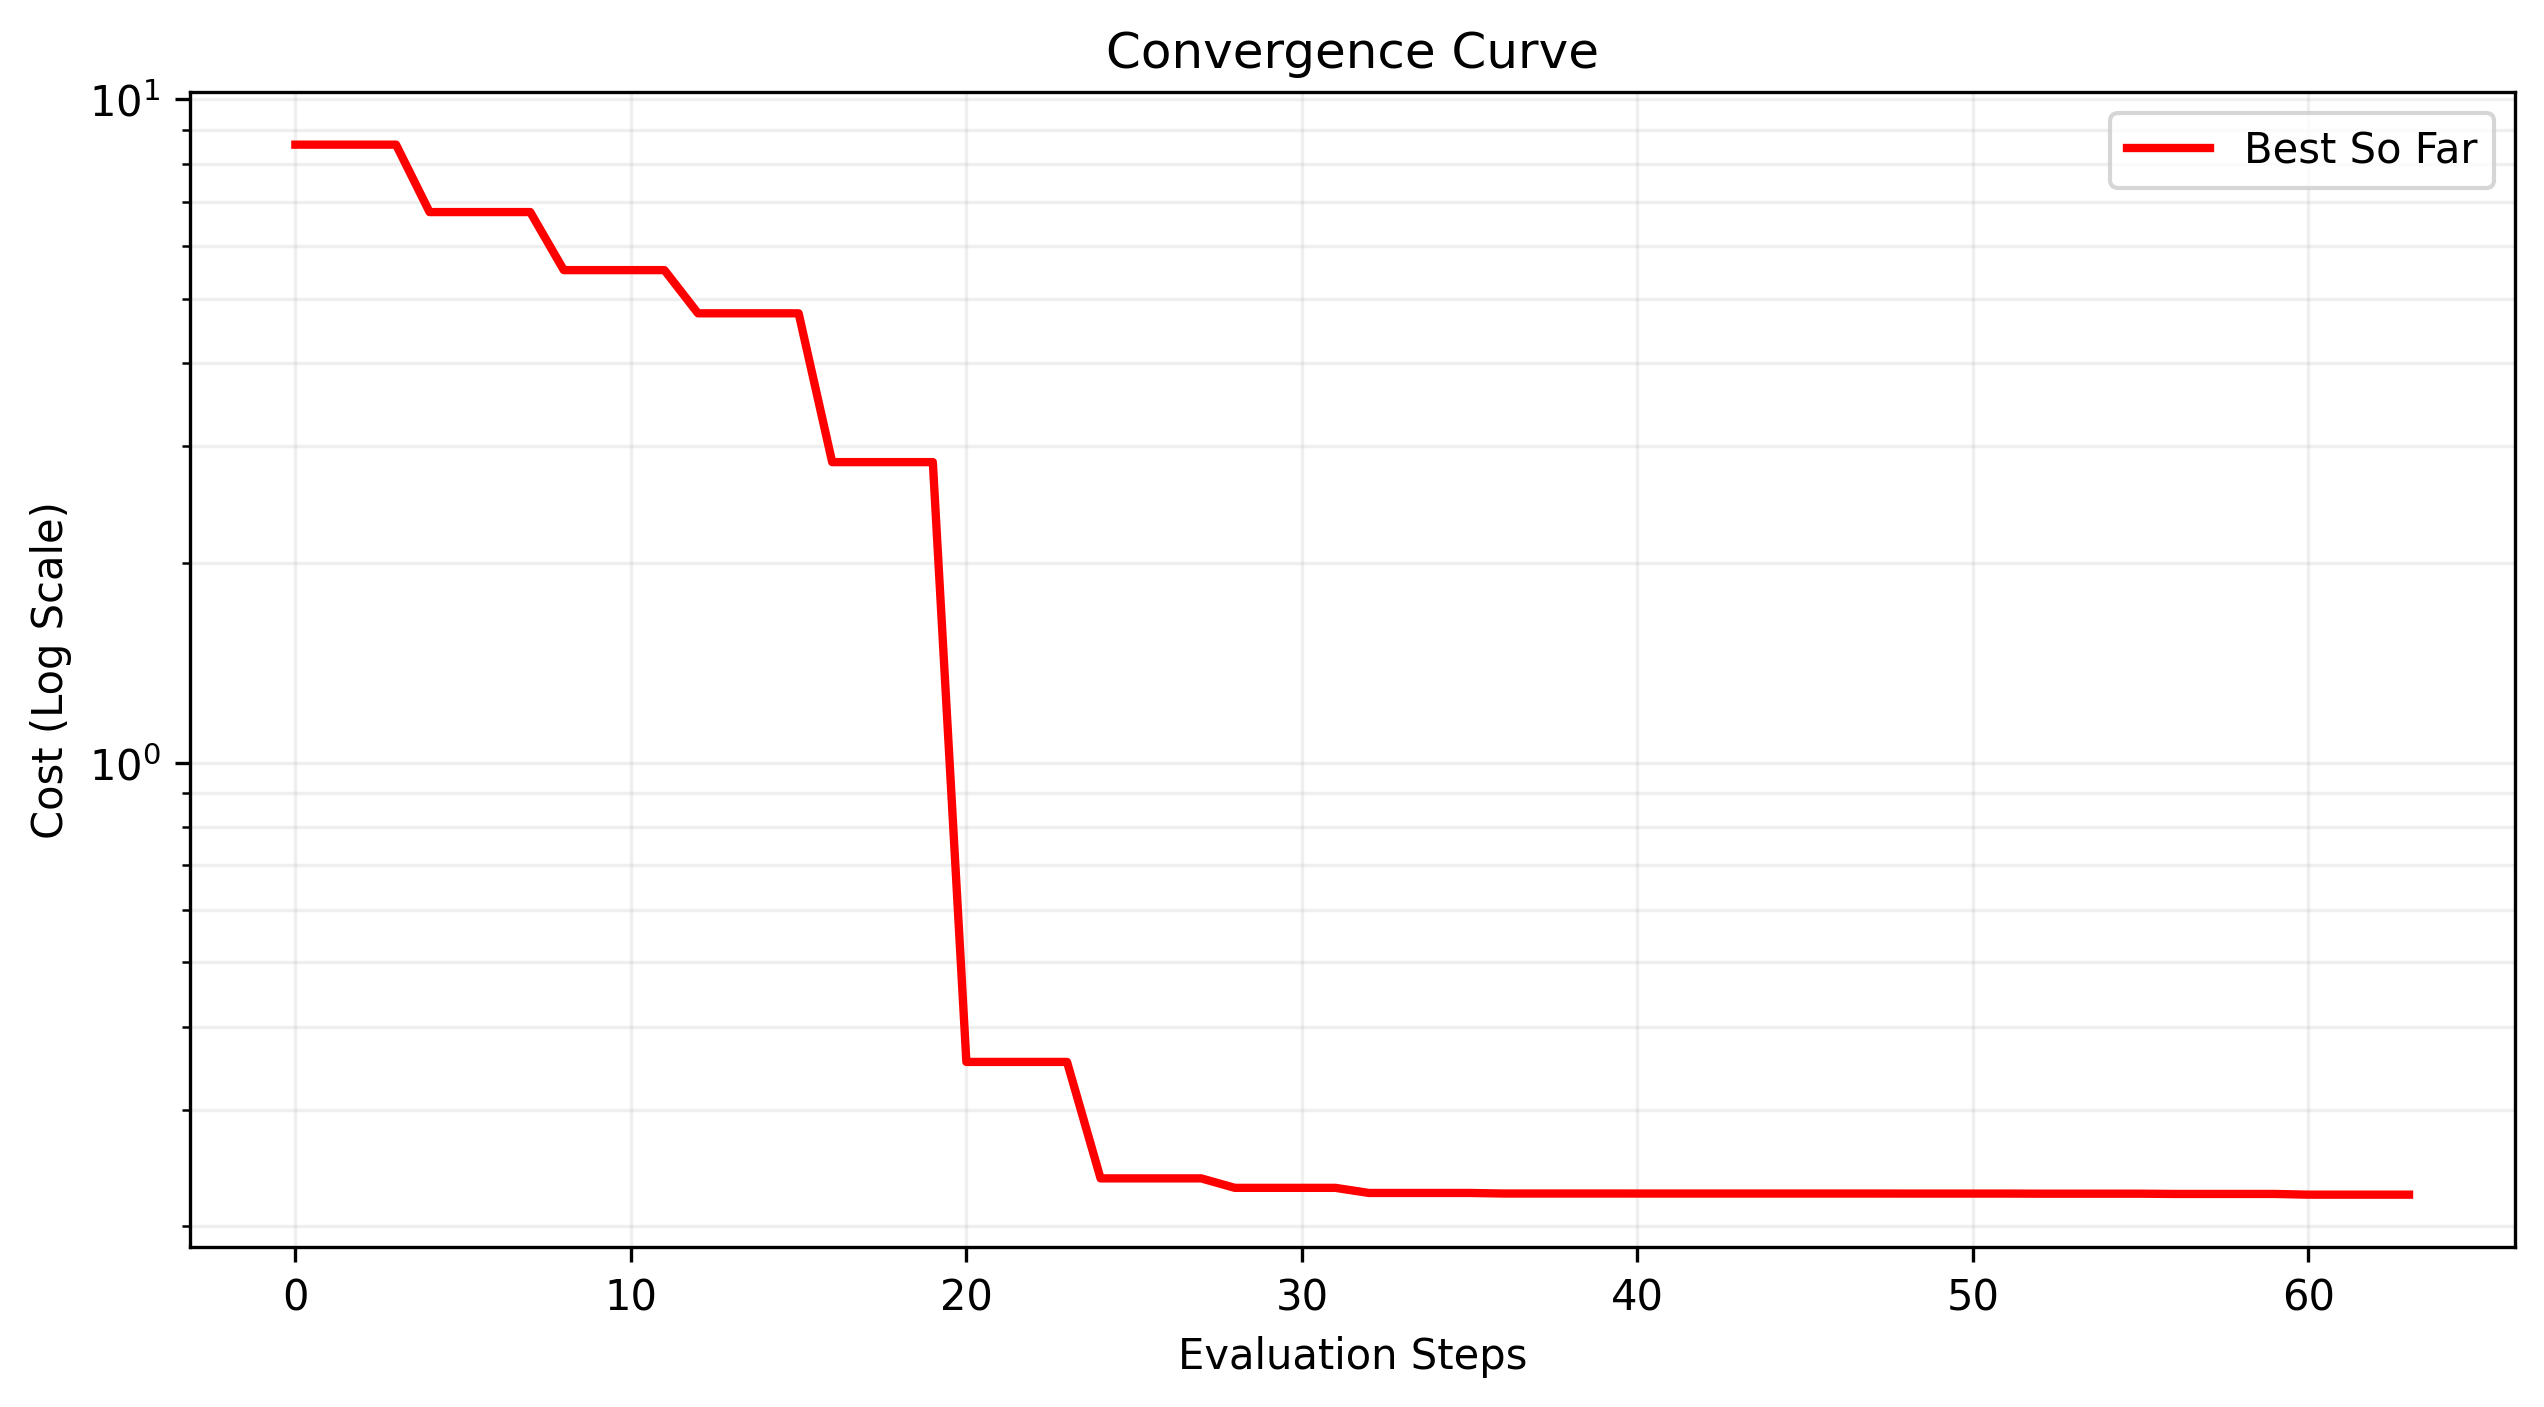 Convergence Curve
10¹
Best So Far
Cost (Log Scale)
10⁰
0 10 20 30 40 50 60
Evaluation Steps